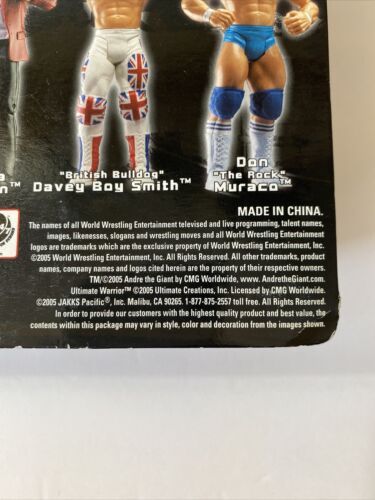 "British Bulldog"
Davey Boy Smith™
Don
"The Rock"
Muraco™
MADE IN CHINA.
The names of all World Wrestling Entertainment televised and live programming, talent names,
images, likenesses, slogans and wrestling moves and all World Wrestling Entertainment
logos are trademarks which are the exclusive property of World Wrestling Entertainment, Inc.
©2005 World Wrestling Entertainment, Inc. All Rights Reserved. All other trademarks, product
names, company names and logos cited herein are the property of their respective owners.
TM/©2005 Andre the Giant by CMG Worldwide, www.AndretheGiant.com.
Ultimate Warrior™ ©2005 Ultimate Creations, Inc. Licensed by CMG Worldwide.
©2005 JAKKS Pacific®, Inc. Malibu, CA 90265. 1-877-875-2557 toll free. All Rights Reserved.
In order to provide our customers with the highest quality product and best value, the
contents within this package may vary in style, color and decoration from the images shown.